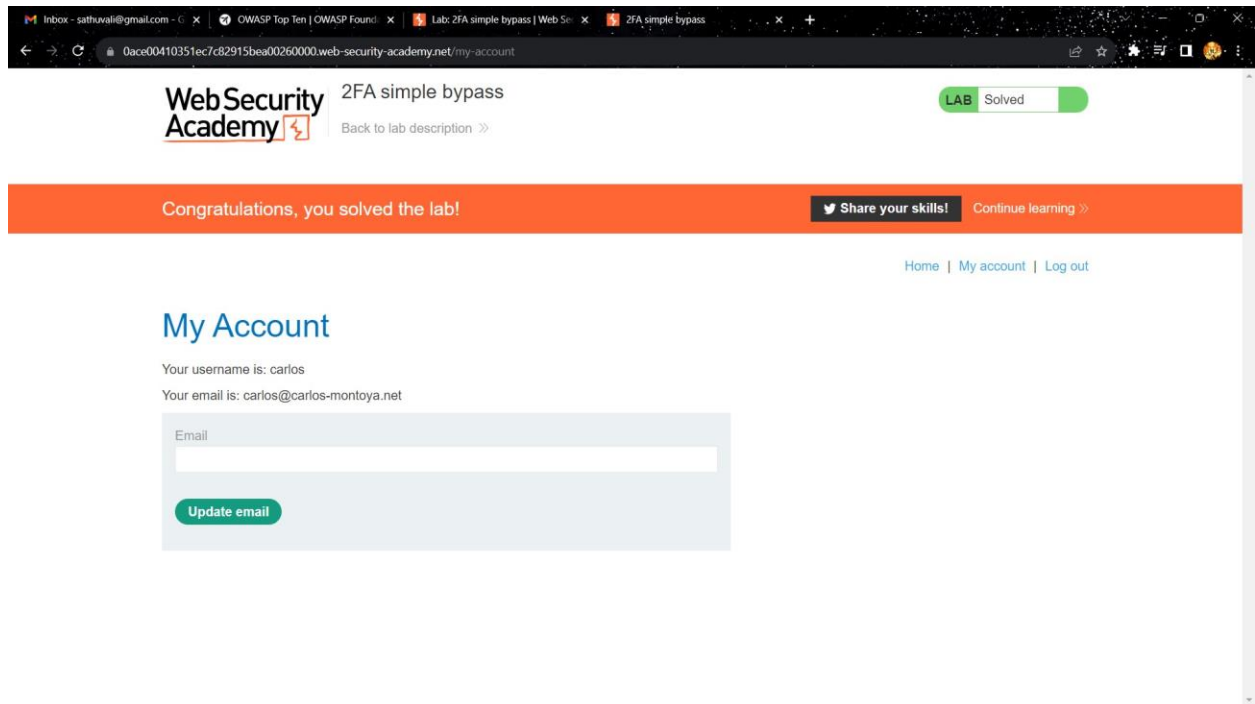 Inbox - sathuvali@gmail.com - G
OWASP Top Ten | OWASP Found
Lab: 2FA simple bypass | Web Se
2FA simple bypass
0ace00410351ec7c82915bea00260000.web-security-academy.net/my-account
Web Security
Academy
2FA simple bypass
Back to lab description
LAB Solved
Congratulations, you solved the lab!
Share your skills!
Continue learning
Home | My account | Log out
My Account
Your username is: carlos
Your email is: carlos@carlos-montoya.net
Email
Update email